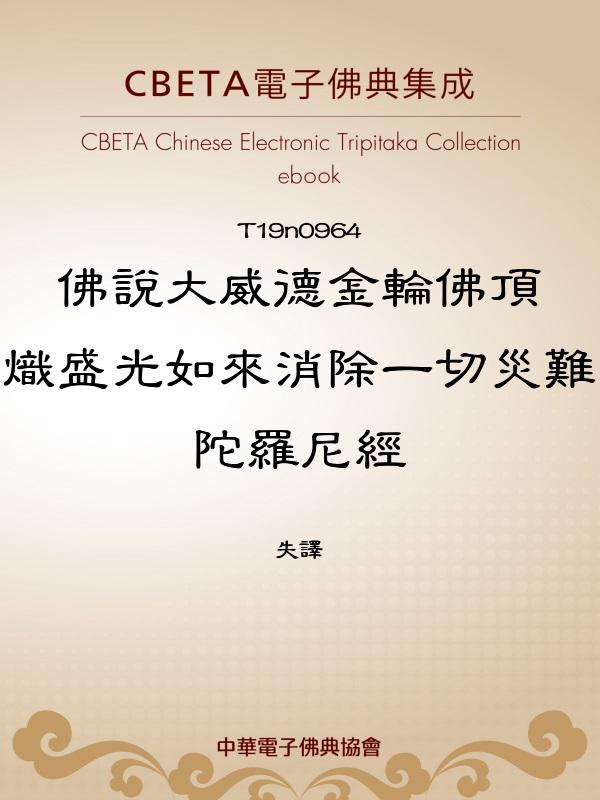 CBETA電子佛典集成
CBETA Chinese Electronic Tripitaka Collection
ebook
T19n0964
佛說大威德金輪佛頂
熾盛光如來消除一切災難
陀羅尼經
失譯
中華電子佛典協會